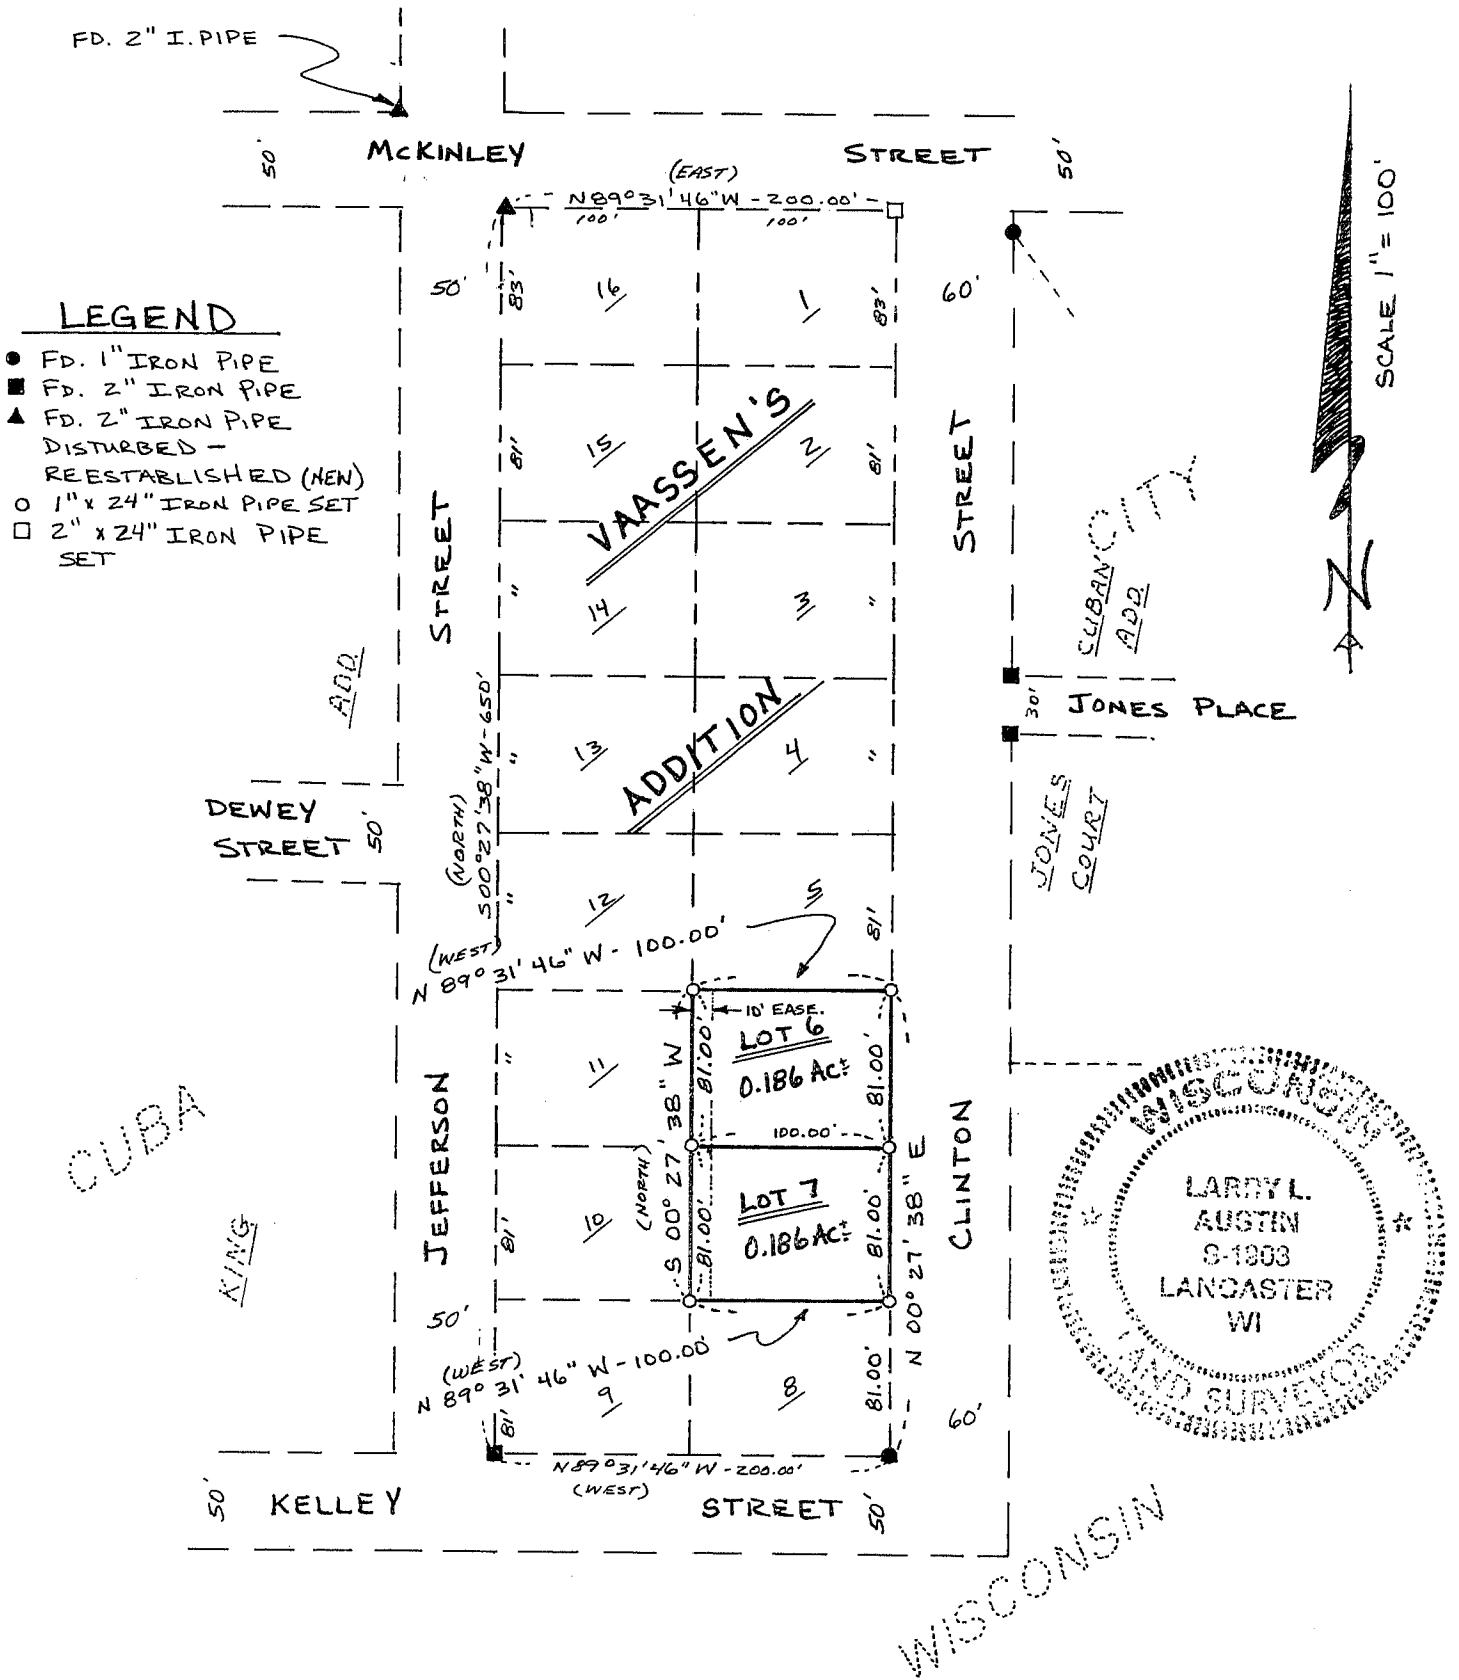 FD. 2" I. PIPE
50'
McKINLEY STREET
50'
(EAST)
N89°31'46"W - 200.00'
100'
100'
SCALE 1" = 100'
N
LEGEND
FD. 1" IRON PIPE
FD. 2" IRON PIPE
FD. 2" IRON PIPE
DISTURBED -
REESTABLISHED (NEW)
1" x 24" IRON PIPE SET
2" x 24" IRON PIPE
SET
50'
83'
16
1
83'
60'
81'
15
2
81'
VAASSEN'S
"
14
3
"
STREET
STREET
CUBAN CITY
ADD.
ADD.
ADDITION
"
13
4
"
30'
JONES PLACE
DEWEY
STREET
50'
(NORTH)
S00°27'38"W - 650'
JONES
COURT
"
12
5
81'
(WEST)
N 89° 31' 46" W - 100.00'
10' EASE.
LOT 6
0.186 Ac±
81.00'
81.00'
"
11
100.00'
S 00° 27' 38" W
(NORTH)
LOT 7
0.186 Ac±
81.00'
81.00'
81'
10
N 00° 27' 38" E
JEFFERSON
CLINTON
CUBA
KING
WISCONSIN
LARRY L.
AUSTIN
S-1803
LANCASTER
WI
LAND SURVEYOR
50'
(WEST)
N 89° 31' 46" W - 100.00'
81'
9
8
81.00'
60'
N89°31'46" W - 200.00'
(WEST)
50'
KELLEY STREET
50'
WISCONSIN